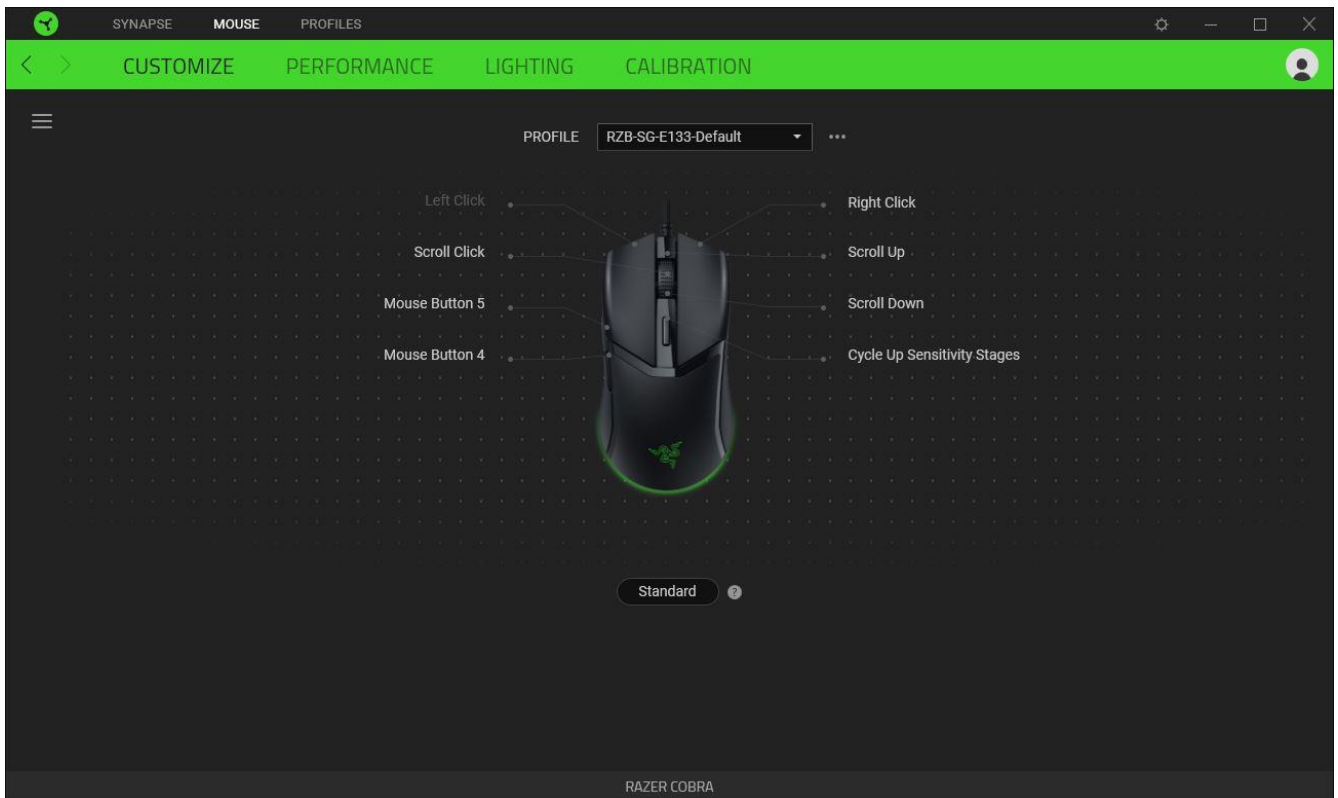 SYNAPSE MOUSE PROFILES
CUSTOMIZE PERFORMANCE LIGHTING CALIBRATION
PROFILE RZB-SG-E133-Default
Left Click Right Click
Scroll Click Scroll Up
Mouse Button 5 Scroll Down
Mouse Button 4 Cycle Up Sensitivity Stages
Standard ?
RAZER COBRA